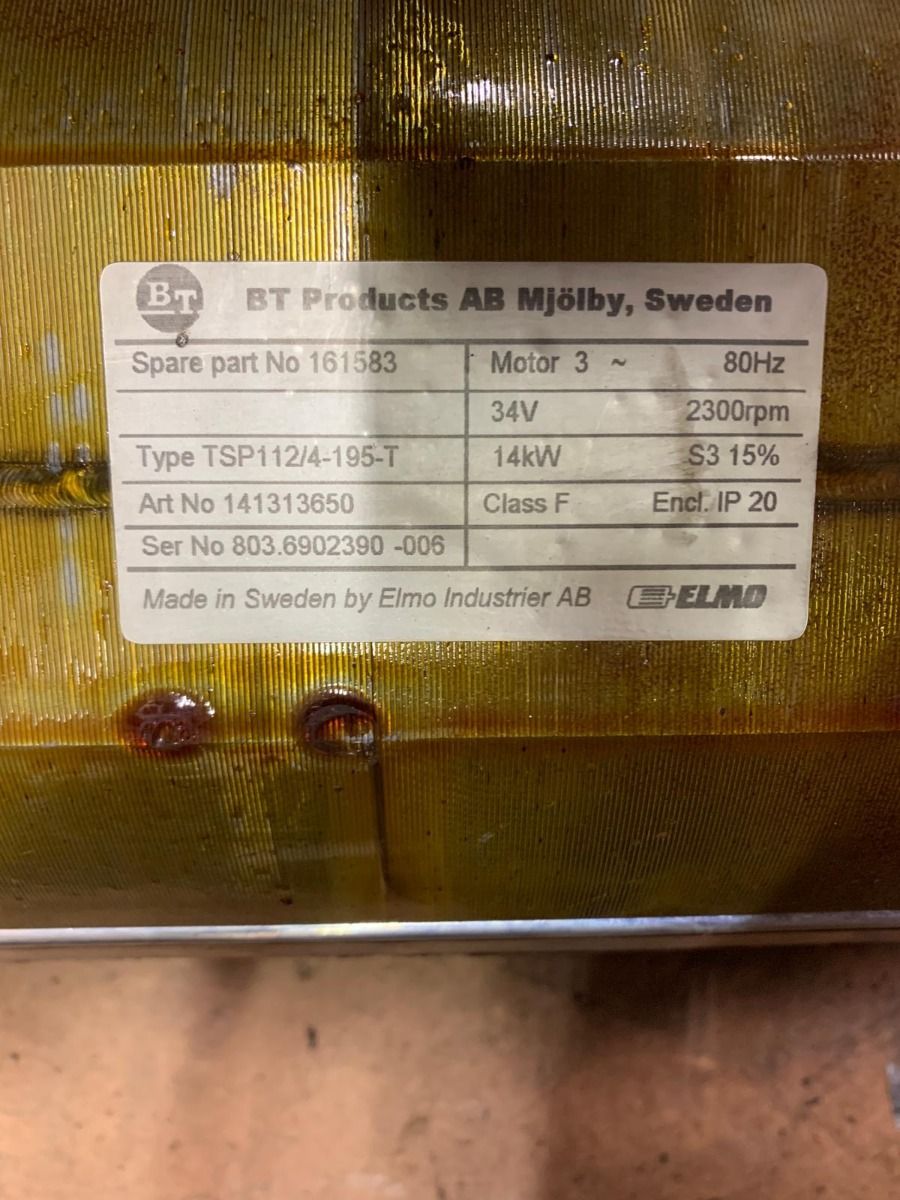 BT BT Products AB Mjölby, Sweden
Spare part No 161583 Motor 3 ~ 80Hz
34V 2300rpm
Type TSP112/4-195-T 14kW S3 15%
Art No 141313650 Class F Encl. IP 20
Ser No 803.6902390 -006
Made in Sweden by Elmo Industrier AB ELMO